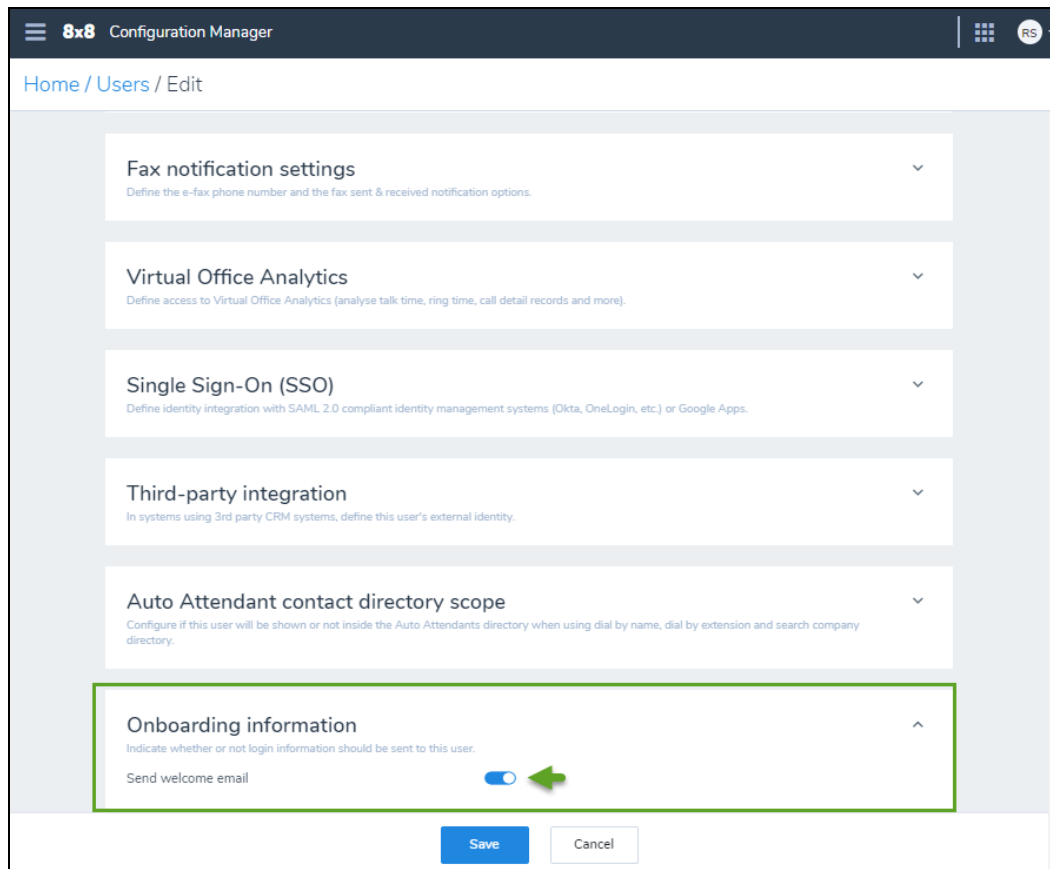 8x8 Configuration Manager
RS
Home / Users / Edit
Fax notification settings
Define the e-fax phone number and the fax sent & received notification options.
Virtual Office Analytics
Define access to Virtual Office Analytics (analyse talk time, ring time, call detail records and more).
Single Sign-On (SSO)
Define identity integration with SAML 2.0 compliant identity management systems (Okta, OneLogin, etc.) or Google Apps.
Third-party integration
In systems using 3rd party CRM systems, define this user's external identity.
Auto Attendant contact directory scope
Configure if this user will be shown or not inside the Auto Attendants directory when using dial by name, dial by extension and search company
directory.
Onboarding information
Indicate whether or not login information should be sent to this user.
Send welcome email
Save
Cancel